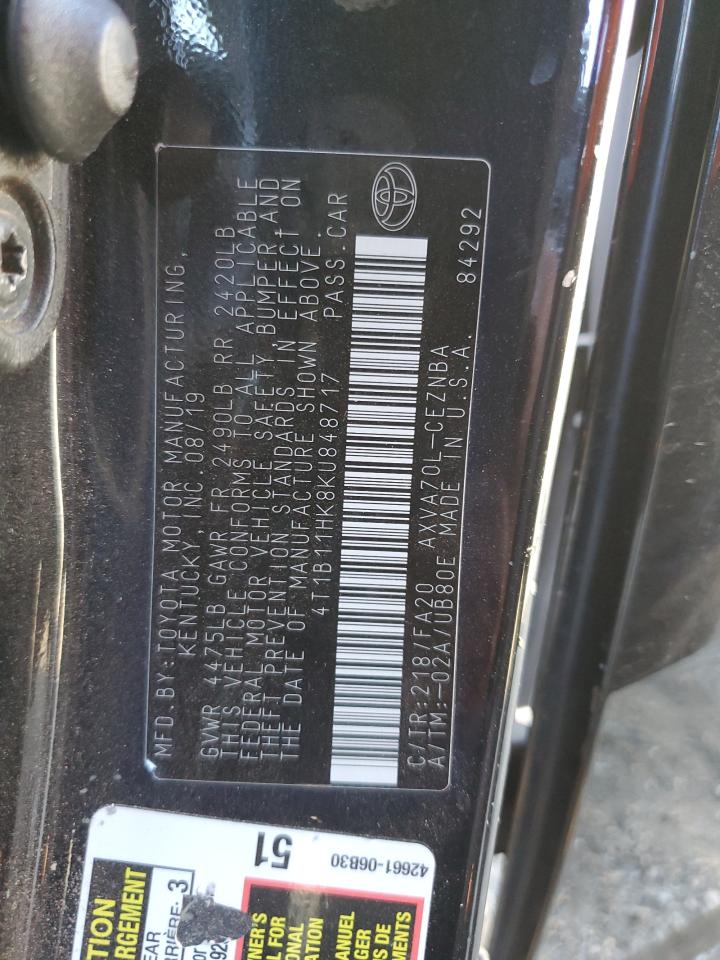 MFD.BY:TOYOTA MOTOR MANUFACTURING,
KENTUCKY, INC. 08/19
GVWR 4475LB GAWR FR 2490LB RR 2420LB
THIS VEHICLE CONFORMS TO ALL APPLICABLE
FEDERAL MOTOR VEHICLE SAFETY, BUMPER AND
THEFT PREVENTION STANDARDS IN EFFECT ON
THE DATE OF MANUFACTURE SHOWN ABOVE.
4T1B11HK8KU848717 PASS.CAR
C/TR:218/FA20 AXVA70L-CEZNBA
A/TM:-02A/UB80E MADE IN U.S.A. 84292
51
42661-06B30
3